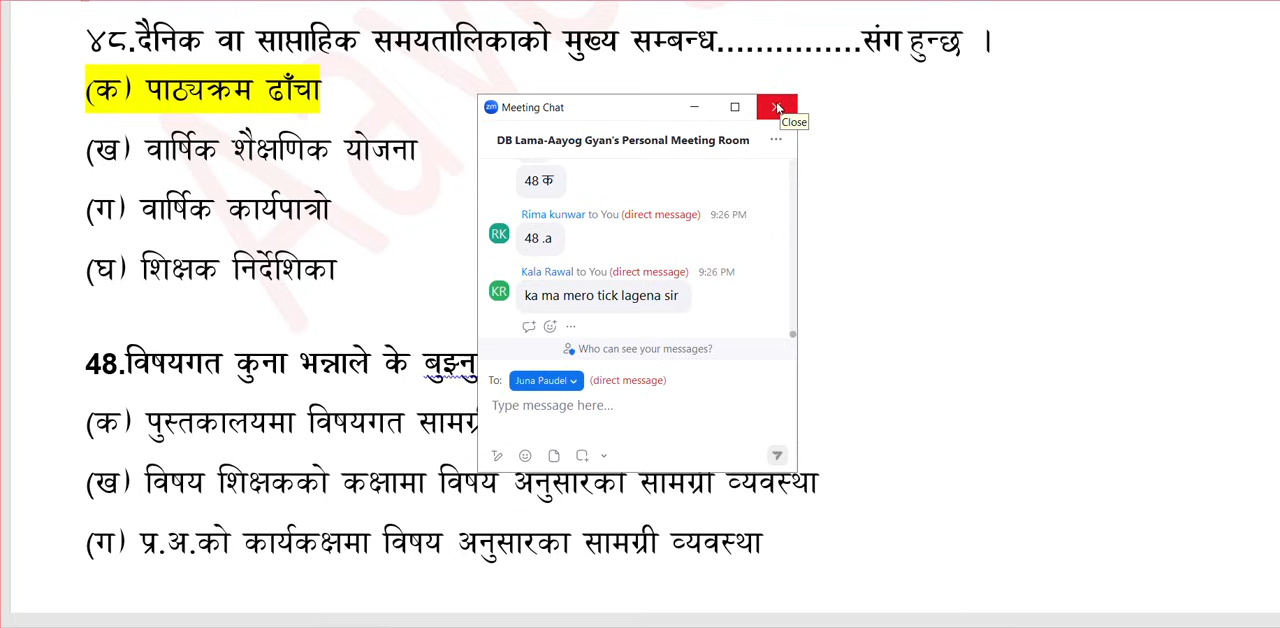 ४८.दैनिक वा साप्ताहिक समयतालिकाको मुख्य सम्बन्ध...............संग हुन्छ ।
(क) पाठ्यक्रम ढाँचा
(ख) वार्षिक शैक्षणिक योजना
(ग) वार्षिक कार्यपात्रो
(घ) शिक्षक निर्देशिका
48.विषयगत कुना भन्नाले के बुझ्नु
(क) पुस्तकालयमा विषयगत सामग्री
(ख) विषय शिक्षकको कक्षामा विषय अनुसारका सामग्री व्यवस्था
(ग) प्र.अ.को कार्यकक्षमा विषय अनुसारका सामग्री व्यवस्था
zm Meeting Chat
Close
DB Lama-Aayog Gyan's Personal Meeting Room
48 क
Rima kunwar to You (direct message) 9:26 PM
RK
48 .a
Kala Rawal to You (direct message) 9:26 PM
KR
ka ma mero tick lagena sir
Who can see your messages?
To: Juna Paudel (direct message)
Type message here...